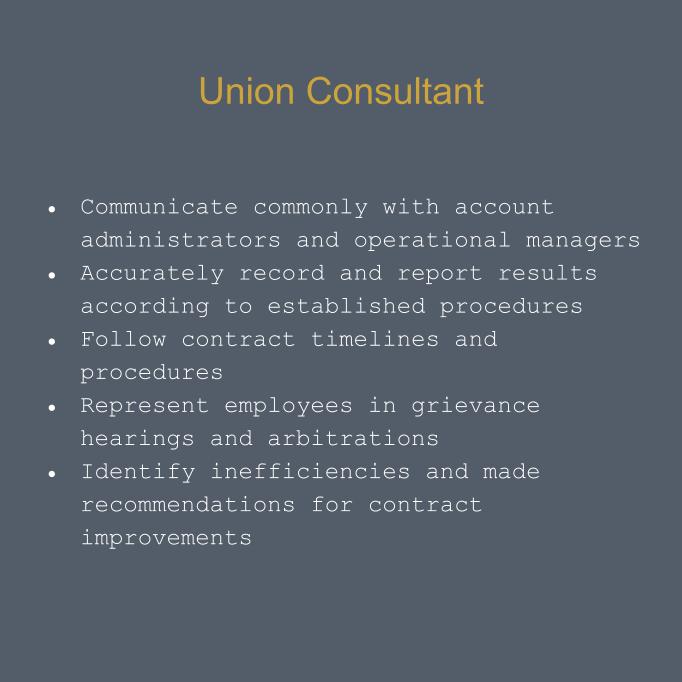 Union Consultant
• Communicate commonly with account
administrators and operational managers
• Accurately record and report results
according to established procedures
• Follow contract timelines and
procedures
• Represent employees in grievance
hearings and arbitrations
• Identify inefficiencies and made
recommendations for contract
improvements